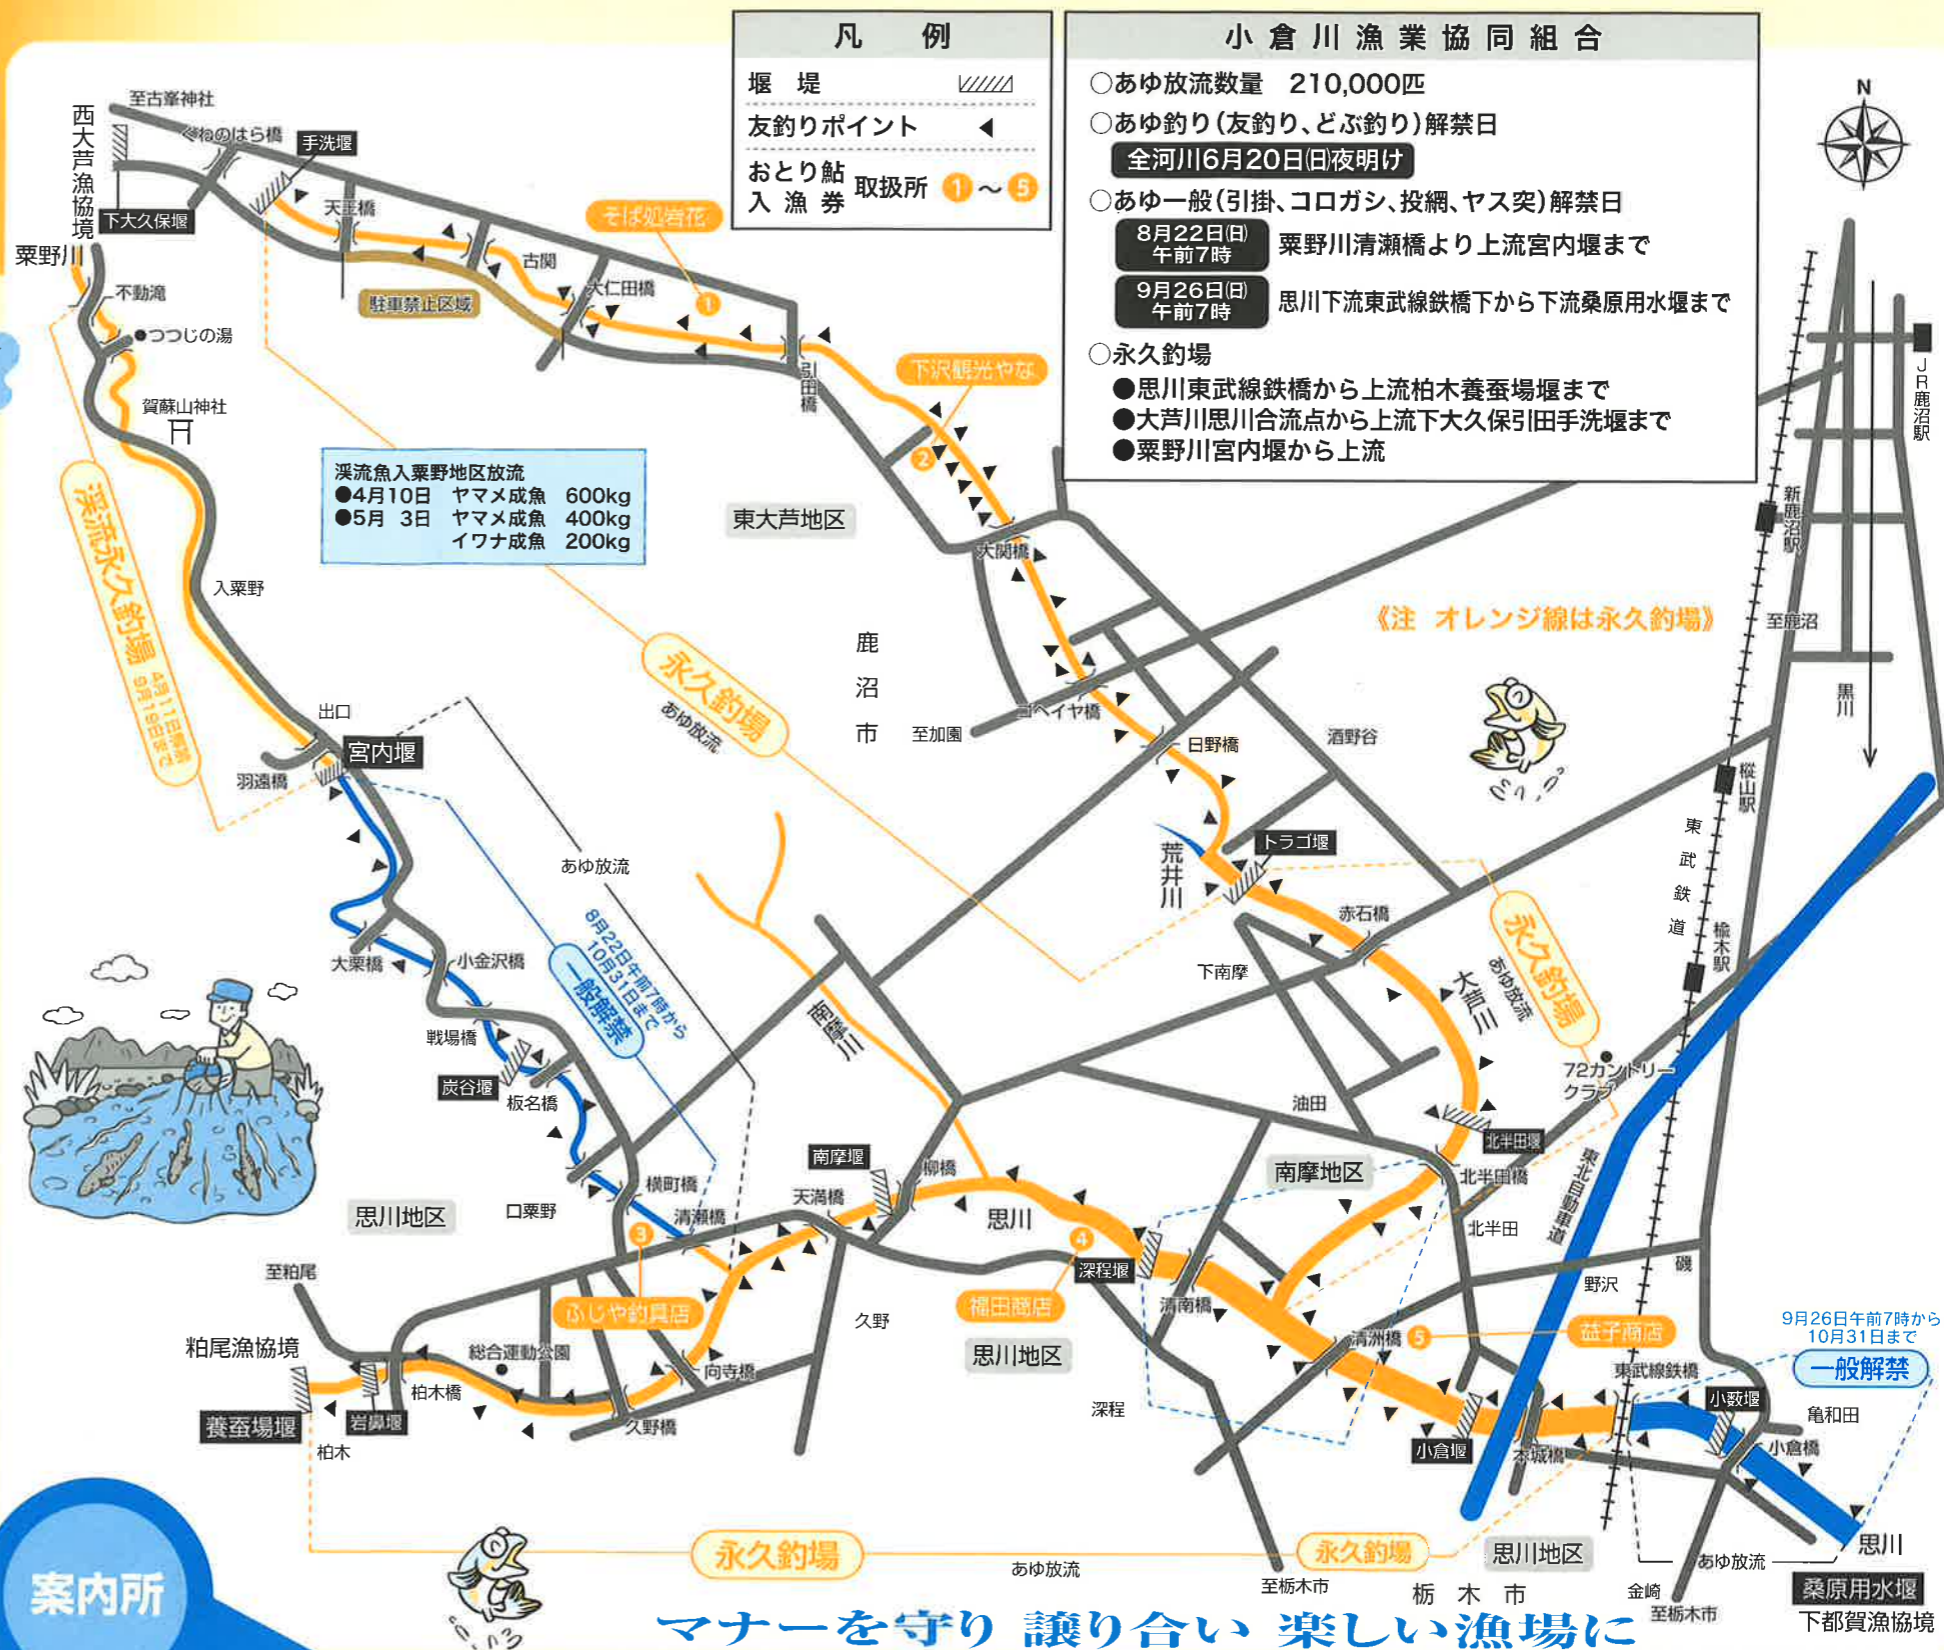 凡 例
堰 堤
友釣りポイント
おとり鮎
入 漁 券
取扱所 1 ～ 5
小倉川漁業協同組合
○あゆ放流数量 210,000匹
○あゆ釣り(友釣り、どぶ釣り)解禁日
全河川6月20日(日)夜明け
○あゆ一般(引掛、コロガシ、投網、ヤス突)解禁日
8月22日(日)
午前7時
粟野川清瀬橋より上流宮内堰まで
9月26日(日)
午前7時
思川下流東武線鉄橋下から下流桑原用水堰まで
○永久釣場
●思川東武線鉄橋から上流柏木養蚕場堰まで
●大芦川思川合流点から上流下大久保引田手洗堰まで
●粟野川宮内堰から上流
N
至古峯神社
西大芦漁協境
くねのはら橋
手洗堰
下大久保堰
天王橋
古関
そば処岩花
1
大仁田橋
駐車禁止区域
引田橋
粟野川
不動滝
●つつじの湯
賀蘇山神社
下沢観光やな
2
渓流魚入粟野地区放流
●4月10日 ヤマメ成魚 600kg
●5月 3日 ヤマメ成魚 400kg
イワナ成魚 200kg
東大芦地区
大関橋
JR鹿沼駅
新鹿沼駅
《注 オレンジ線は永久釣場》
至鹿沼
黒川
渓流永久釣場
4月11日解禁
9月19日まで
入粟野
鹿沼市
永久釣場
あゆ放流
至加園
コヘイヤ橋
日野橋
酒野谷
出口
宮内堰
羽遠橋
樅山駅
東武鉄道
楡木駅
あゆ放流
トラゴ堰
荒井川
赤石橋
永久釣場
あゆ放流
大栗橋
小金沢橋
8月22日午前7時から
10月31日まで
一般解禁
下南摩
大芦川
南摩川
戦場橋
炭谷堰
板名橋
72カントリー
クラブ
油田
北半田堰
東北自動車道
南摩堰
柳橋
南摩地区
北半田橋
横町橋
天満橋
思川地区
口粟野
清瀬橋
思川
北半田
3
4
深程堰
至粕尾
野沢
磯
ふじや釣具店
福田商店
清南橋
久野
9月26日午前7時から
10月31日まで
一般解禁
粕尾漁協境
総合運動公園
思川地区
清洲橋
5
益子商店
東武線鉄橋
向寺橋
柏木橋
小薮堰
養蚕場堰
岩鼻堰
久野橋
深程
亀和田
柏木
小倉堰
本城橋
小倉橋
永久釣場
あゆ放流
永久釣場
思川地区
あゆ放流
思川
案内所
至栃木市
栃木市
金崎
至栃木市
桑原用水堰
下都賀漁協境
マナーを守り 譲り合い 楽しい漁場に